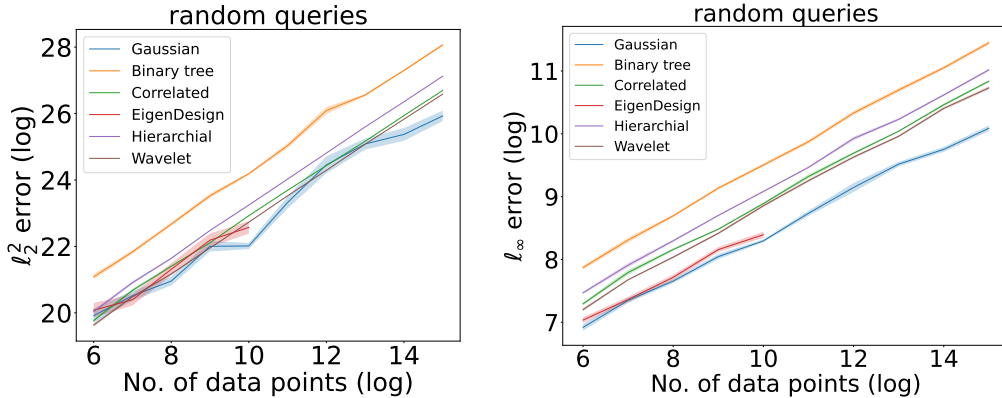 random queries
28
26
24
22
20
ℓ₂² error (log)
Gaussian
Binary tree
Correlated
EigenDesign
Hierarchial
Wavelet
6 8 10 12 14
No. of data points (log)
random queries
11
10
9
8
7
ℓ∞ error (log)
Gaussian
Binary tree
Correlated
EigenDesign
Hierarchial
Wavelet
6 8 10 12 14
No. of data points (log)